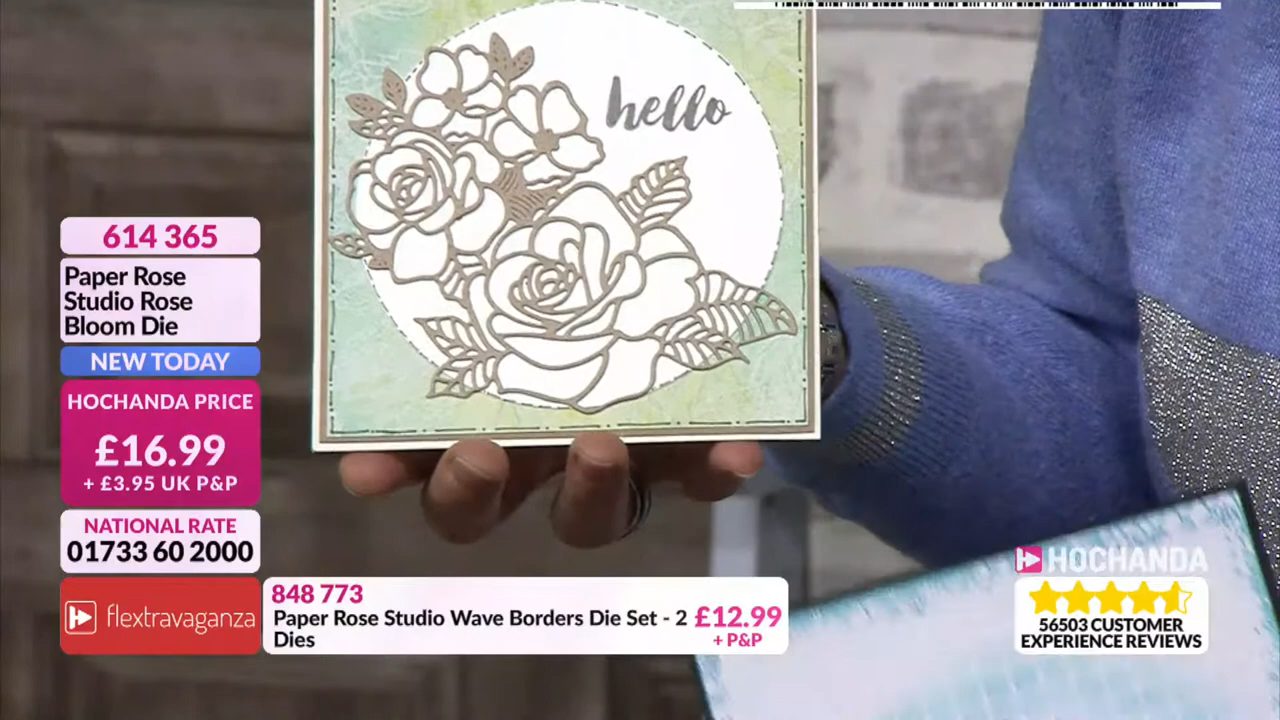 hello
614 365
Paper Rose
Studio Rose
Bloom Die
NEW TODAY
HOCHANDA PRICE
£16.99
+ £3.95 UK P&P
NATIONAL RATE
01733 60 2000
flextravaganza
848 773
Paper Rose Studio Wave Borders Die Set - 2
Dies
£12.99
+ P&P
HOCHANDA
56503 CUSTOMER
EXPERIENCE REVIEWS